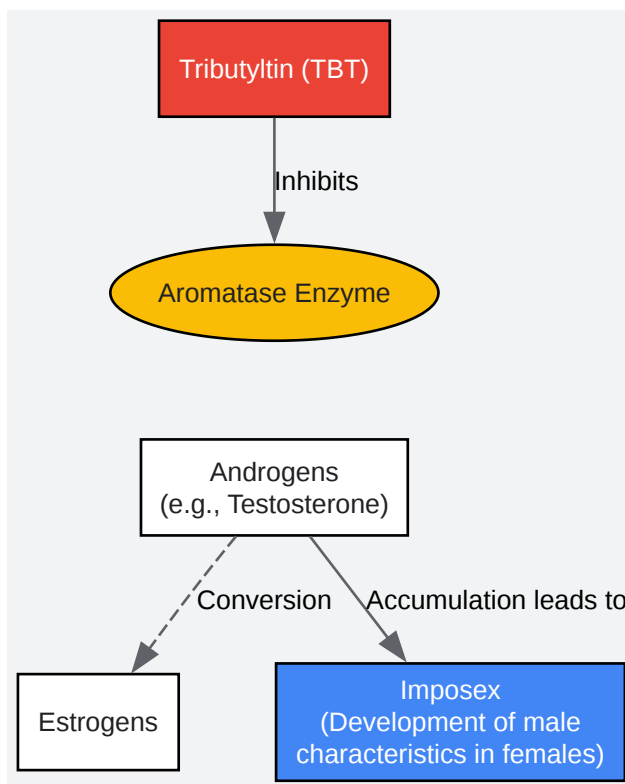 Tributyltin (TBT)
Inhibits
Aromatase Enzyme
Androgens
(e.g., Testosterone)
Conversion
Accumulation leads to
Estrogens
Imposex
(Development of male
characteristics in females)